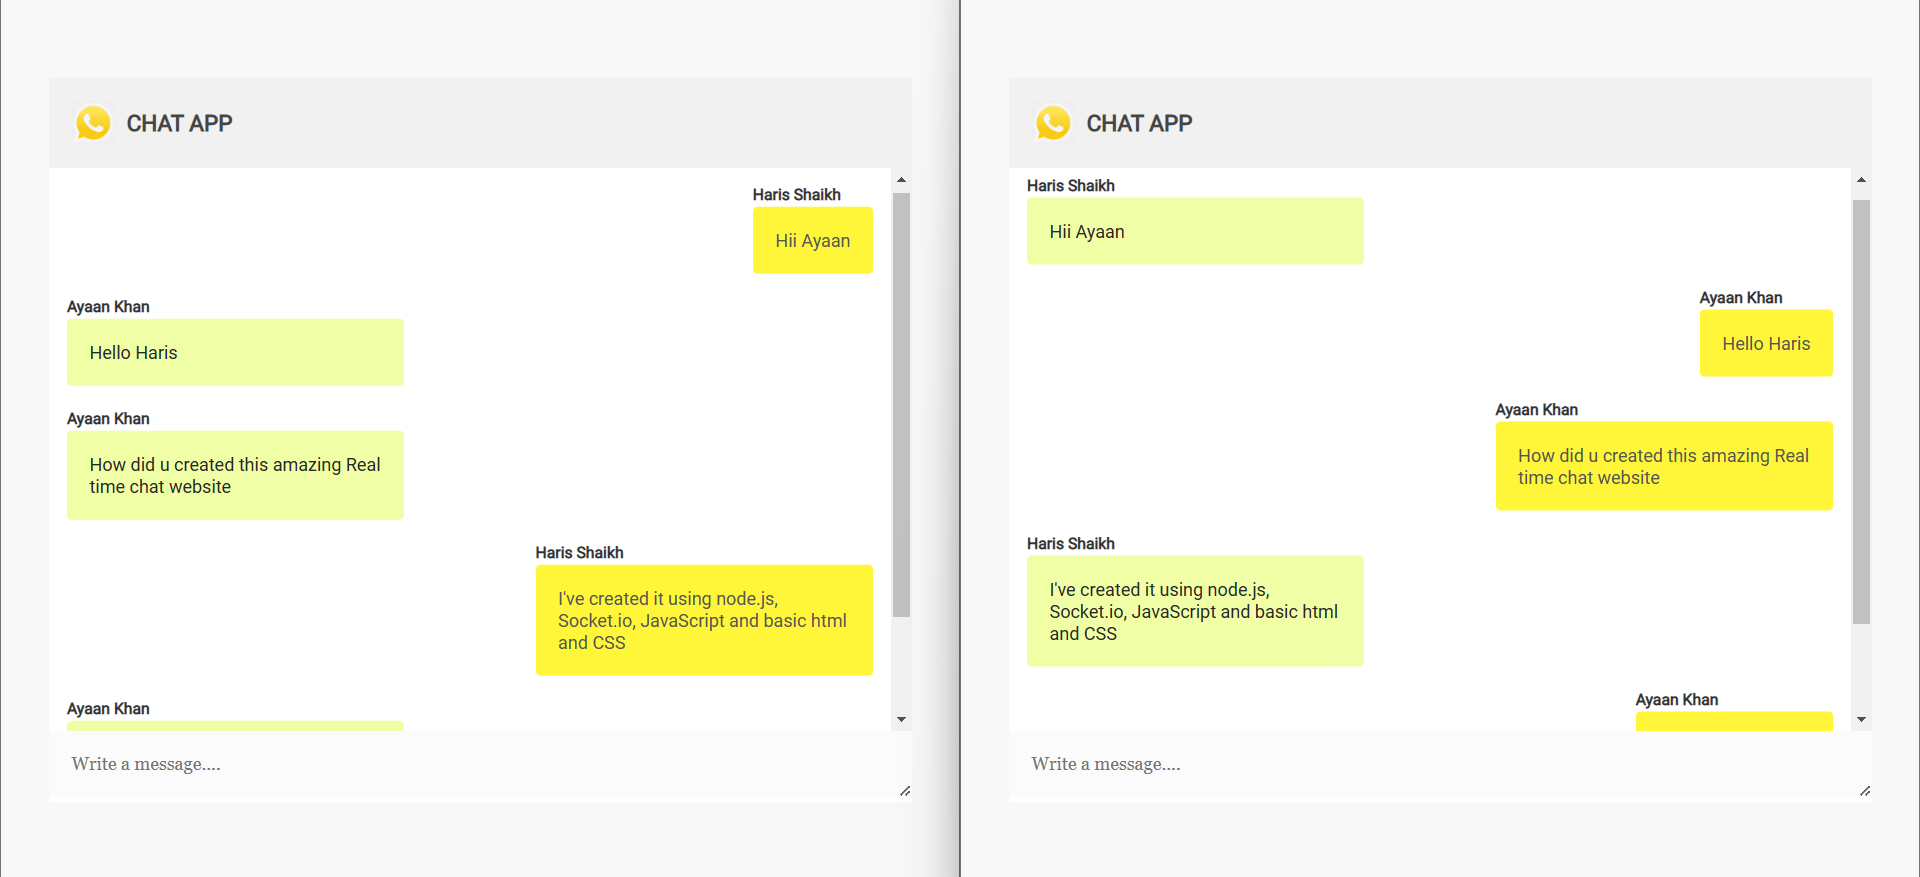 CHAT APP
Haris Shaikh
Hii Ayaan
Ayaan Khan
Hello Haris
Ayaan Khan
How did u created this amazing Real
time chat website
Haris Shaikh
I've created it using node.js,
Socket.io, JavaScript and basic html
and CSS
Ayaan Khan
Write a message....
CHAT APP
Haris Shaikh
Hii Ayaan
Ayaan Khan
Hello Haris
Ayaan Khan
How did u created this amazing Real
time chat website
Haris Shaikh
I've created it using node.js,
Socket.io, JavaScript and basic html
and CSS
Ayaan Khan
Write a message....